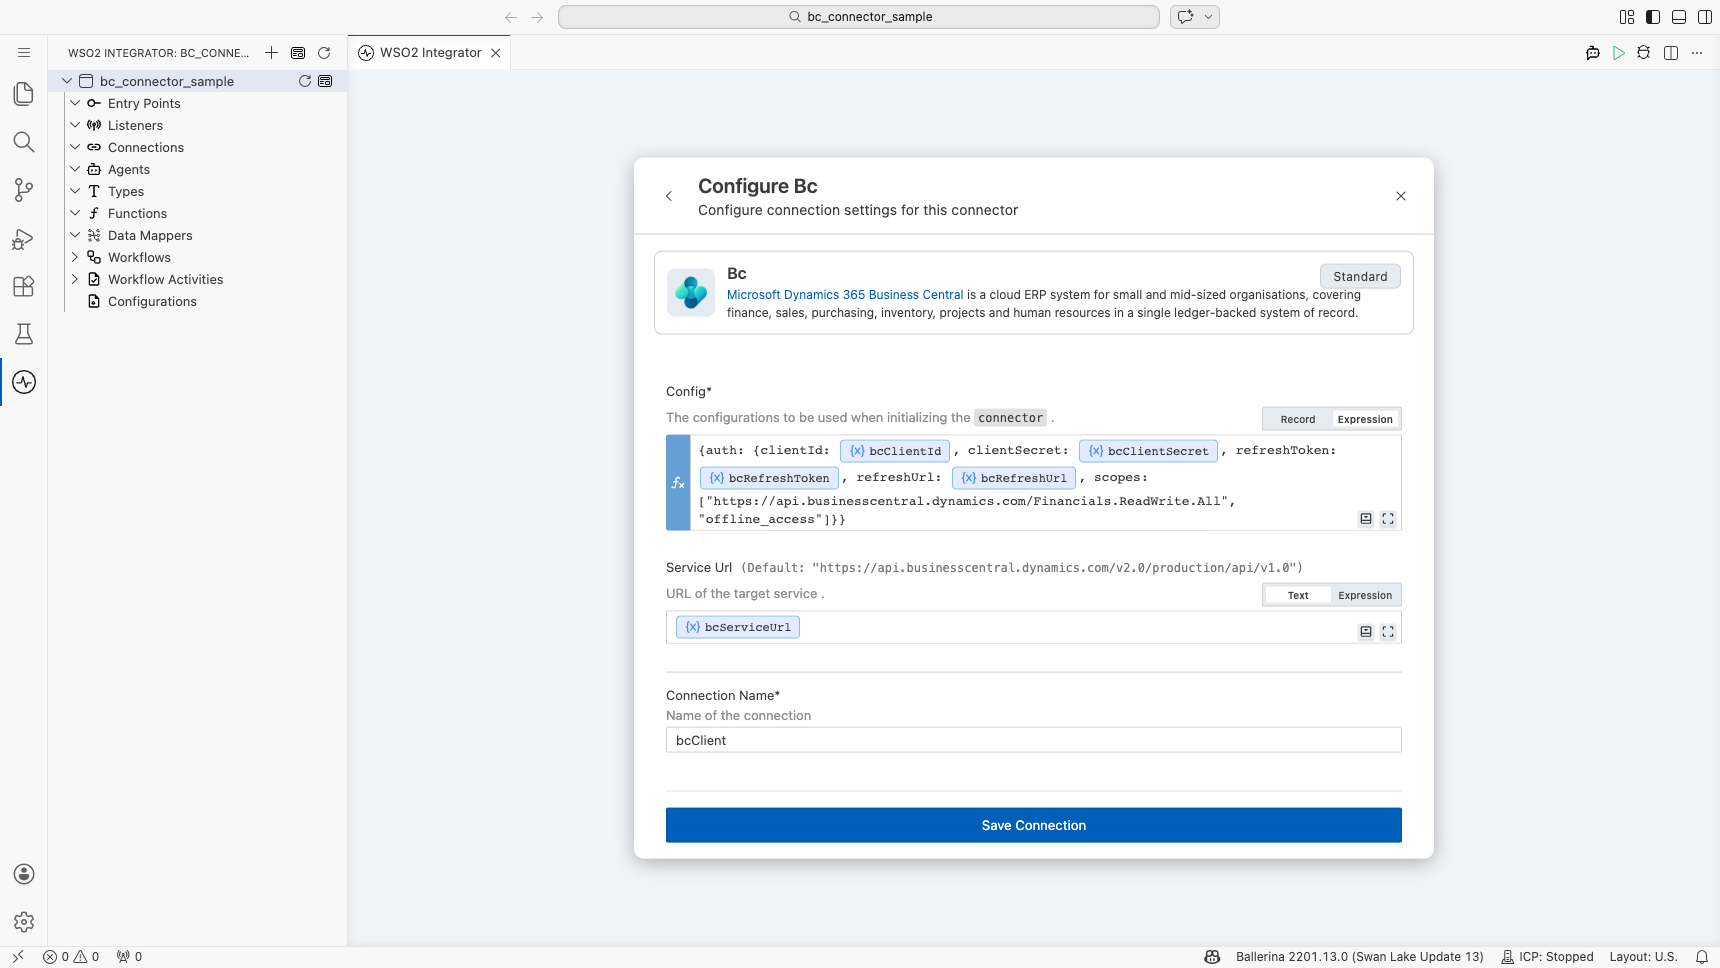 bc_connector_sample
WSO2 INTEGRATOR: BC_CONNE...
WSO2 Integrator
bc_connector_sample
Entry Points
Listeners
Connections
Agents
Types
Functions
Data Mappers
Workflows
Workflow Activities
Configurations
Configure Bc
Configure connection settings for this connector
Bc
Standard
Microsoft Dynamics 365 Business Central is a cloud ERP system for small and mid-sized organisations, covering
finance, sales, purchasing, inventory, projects and human resources in a single ledger-backed system of record.
Config*
The configurations to be used when initializing the connector .
Record Expression
{auth: {clientId: {x} bcClientId , clientSecret: {x} bcClientSecret , refreshToken:
{x} bcRefreshToken , refreshUrl: {x} bcRefreshUrl , scopes:
["https://api.businesscentral.dynamics.com/Financials.ReadWrite.All",
"offline_access"]}}
fx
Service Url (Default: "https://api.businesscentral.dynamics.com/v2.0/production/api/v1.0")
URL of the target service .
Text Expression
{x} bcServiceUrl
Connection Name*
Name of the connection
bcClient
Save Connection
0 0 0
Ballerina 2201.13.0 (Swan Lake Update 13) ICP: Stopped Layout: U.S.